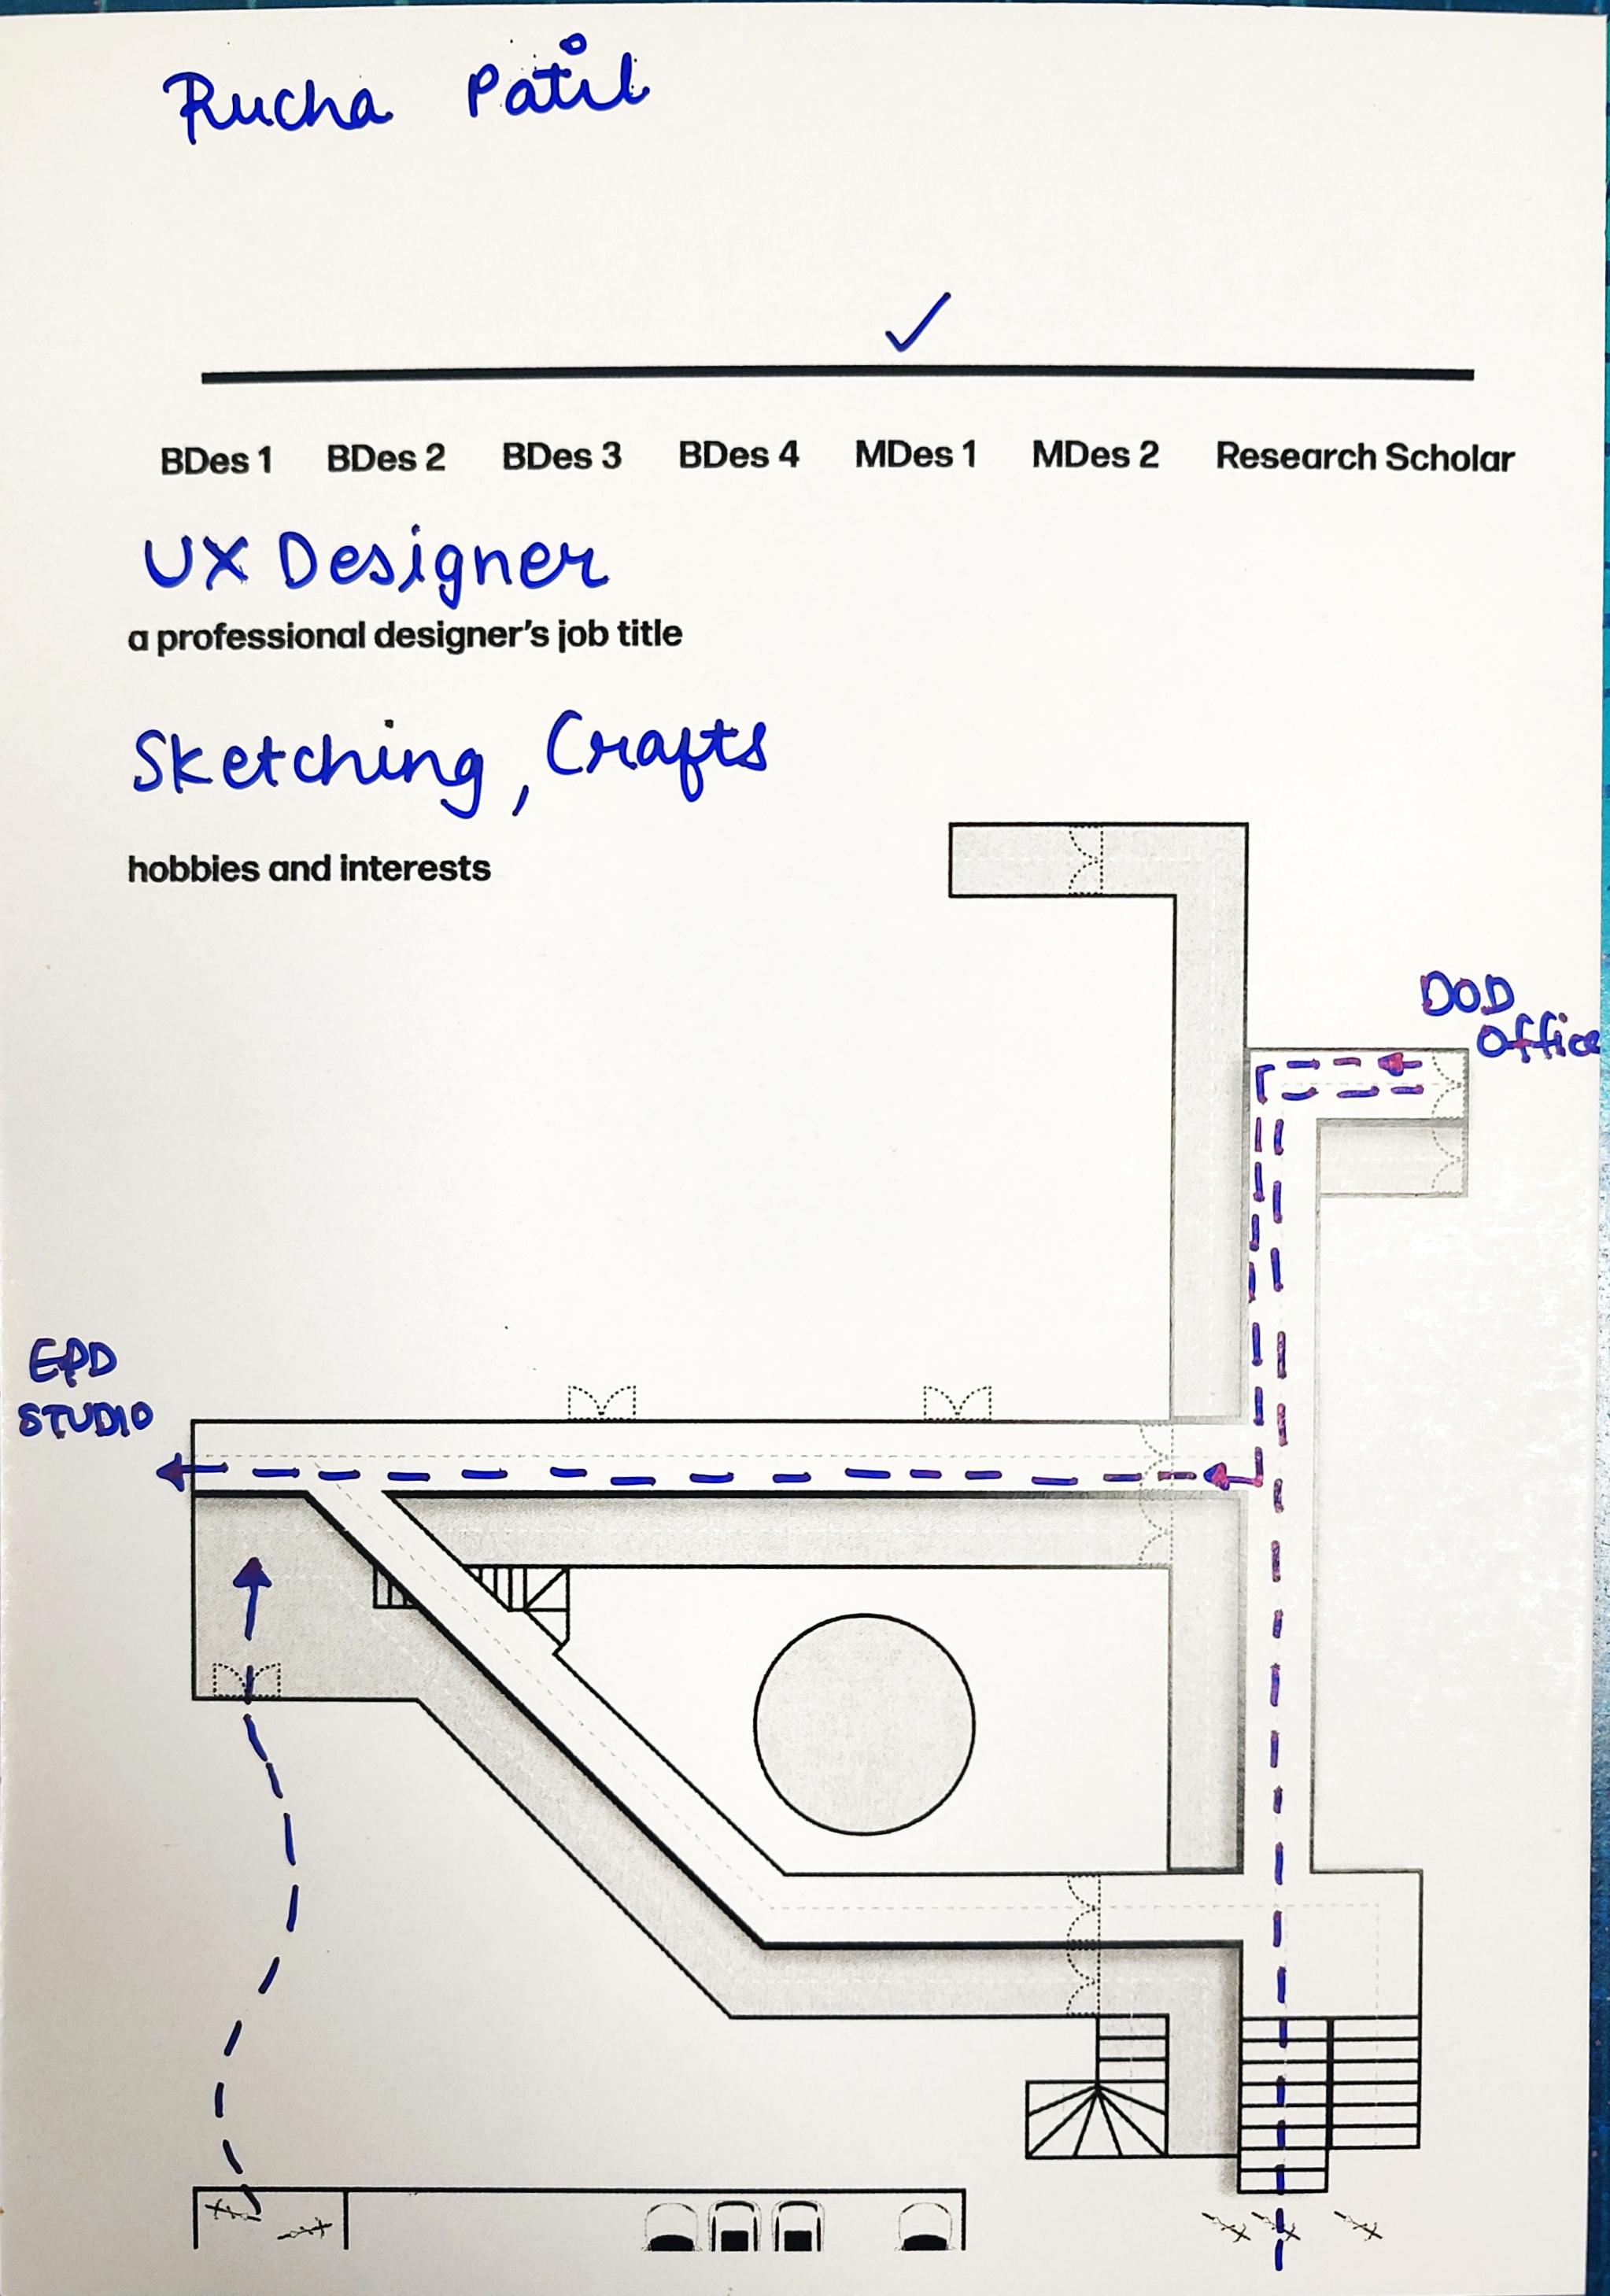 Rucha Patil
✓
BDes 1 BDes 2 BDes 3 BDes 4 MDes 1 MDes 2 Research Scholar
UX Designer
a professional designer's job title
Sketching, Crafts
hobbies and interests
DOD
Office
EPD
STUDIO